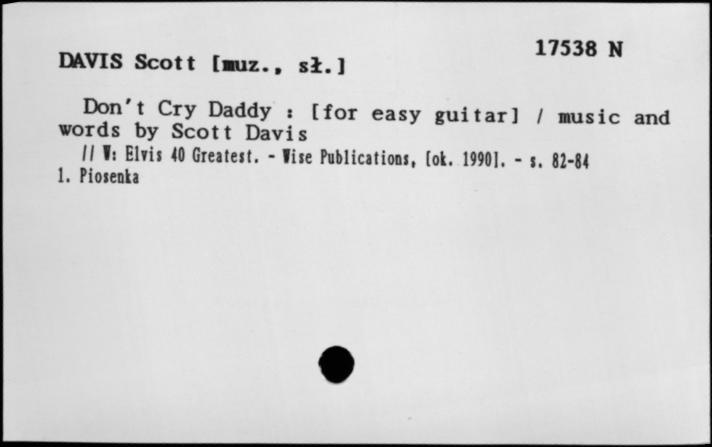 17538 N
DAVIS Scott [muz., sł.]
Don't Cry Daddy : [for easy guitar] / music and
words by Scott Davis
// W: Elvis 40 Greatest. - Wise Publications, [ok. 1990]. - s. 82-84
1. Piosenka